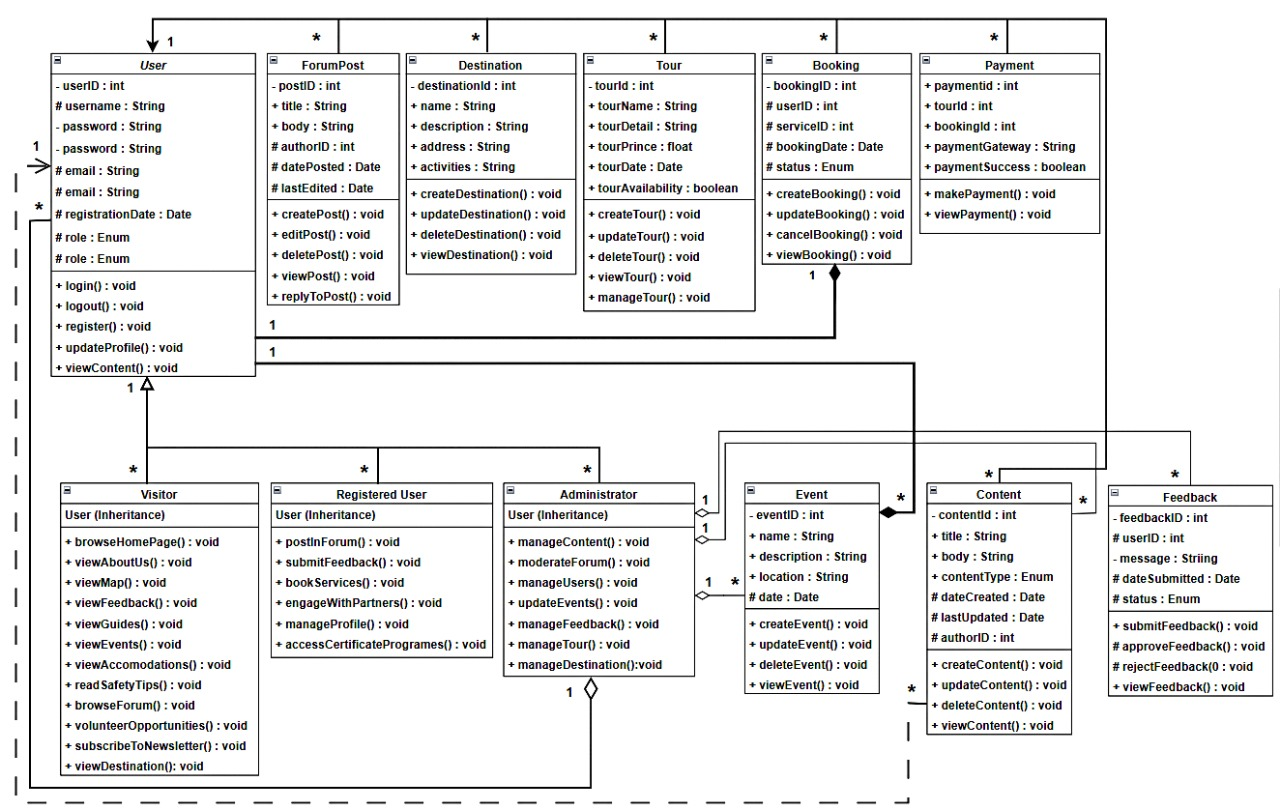 1
*
*
*
*
*
User
- userID : int
# username : String
- password : String
- password : String
# email : String
# email : String
# registrationDate : Date
# role : Enum
# role : Enum
+ login() : void
+ logout() : void
+ register() : void
+ updateProfile() : void
+ viewContent() : void
ForumPost
- postID : int
+ title : String
+ body : String
# authorID : int
# datePosted : Date
# lastEdited : Date
+ createPost() : void
+ editPost() : void
+ deletePost() : void
+ viewPost() : void
+ replyToPost() : void
Destination
- destinationId : int
+ name : String
+ description : String
+ address : String
+ activities : String
+ createDestination() : void
+ updateDestination() : void
+ deleteDestination() : void
+ viewDestination() : void
Tour
- tourId : int
+ tourName : String
+ tourDetail : String
+ tourPrince : float
+ tourDate : Date
+ tourAvailability : boolean
+ createTour() : void
+ updateTour() : void
+ deleteTour() : void
+ viewTour() : void
+ manageTour() : void
Booking
- bookingID : int
# userID : int
# serviceID : int
# bookingDate : Date
# status : Enum
+ createBooking() : void
+ updateBooking() : void
+ cancelBooking() : void
+ viewBooking() : void
Payment
+ paymentid : int
+ tourId : int
+ bookingId : int
+ paymentGateway : String
+ paymentSuccess : boolean
+ makePayment() : void
+ viewPayment() : void
1
*
1
1
1
1
*
*
*
*
*
Visitor
User (Inheritance)
+ browseHomePage() : void
+ viewAboutUs() : void
+ viewMap() : void
+ viewFeedback() : void
+ viewGuides() : void
+ viewEvents() : void
+ viewAccomodations() : void
+ readSafetyTips() : void
+ browseForum() : void
+ volunteerOpportunities() : void
+ subscribeToNewsletter() : void
+ viewDestination(): void
Registered User
User (Inheritance)
+ postInForum() : void
+ submitFeedback() : void
+ bookServices() : void
+ engageWithPartners() : void
+ manageProfile() : void
+ accessCertificateProgrames() : void
Administrator
User (Inheritance)
+ manageContent() : void
+ moderateForum() : void
+ manageUsers() : void
+ updateEvents() : void
+ manageFeedback() : void
+ manageTour() : void
+ manageDestination():void
1
1
1
*
1
Event
- eventID : int
+ name : String
+ description : String
+ location : String
# date : Date
+ createEvent() : void
+ updateEvent() : void
+ deleteEvent() : void
+ viewEvent() : void
*
Content
- contentId : int
+ title : String
+ body : String
+ contentType : Enum
# dateCreated : Date
# lastUpdated : Date
# authorID : int
+ createContent() : void
+ updateContent() : void
+ deleteContent() : void
+ viewContent() : void
*
*
Feedback
- feedbackID : int
# userID : int
- message : Striing
# dateSubmitted : Date
# status : Enum
+ submitFeedback() : void
# approveFeedback() : void
# rejectFeedback(0 : void
+ viewFeedback() : void